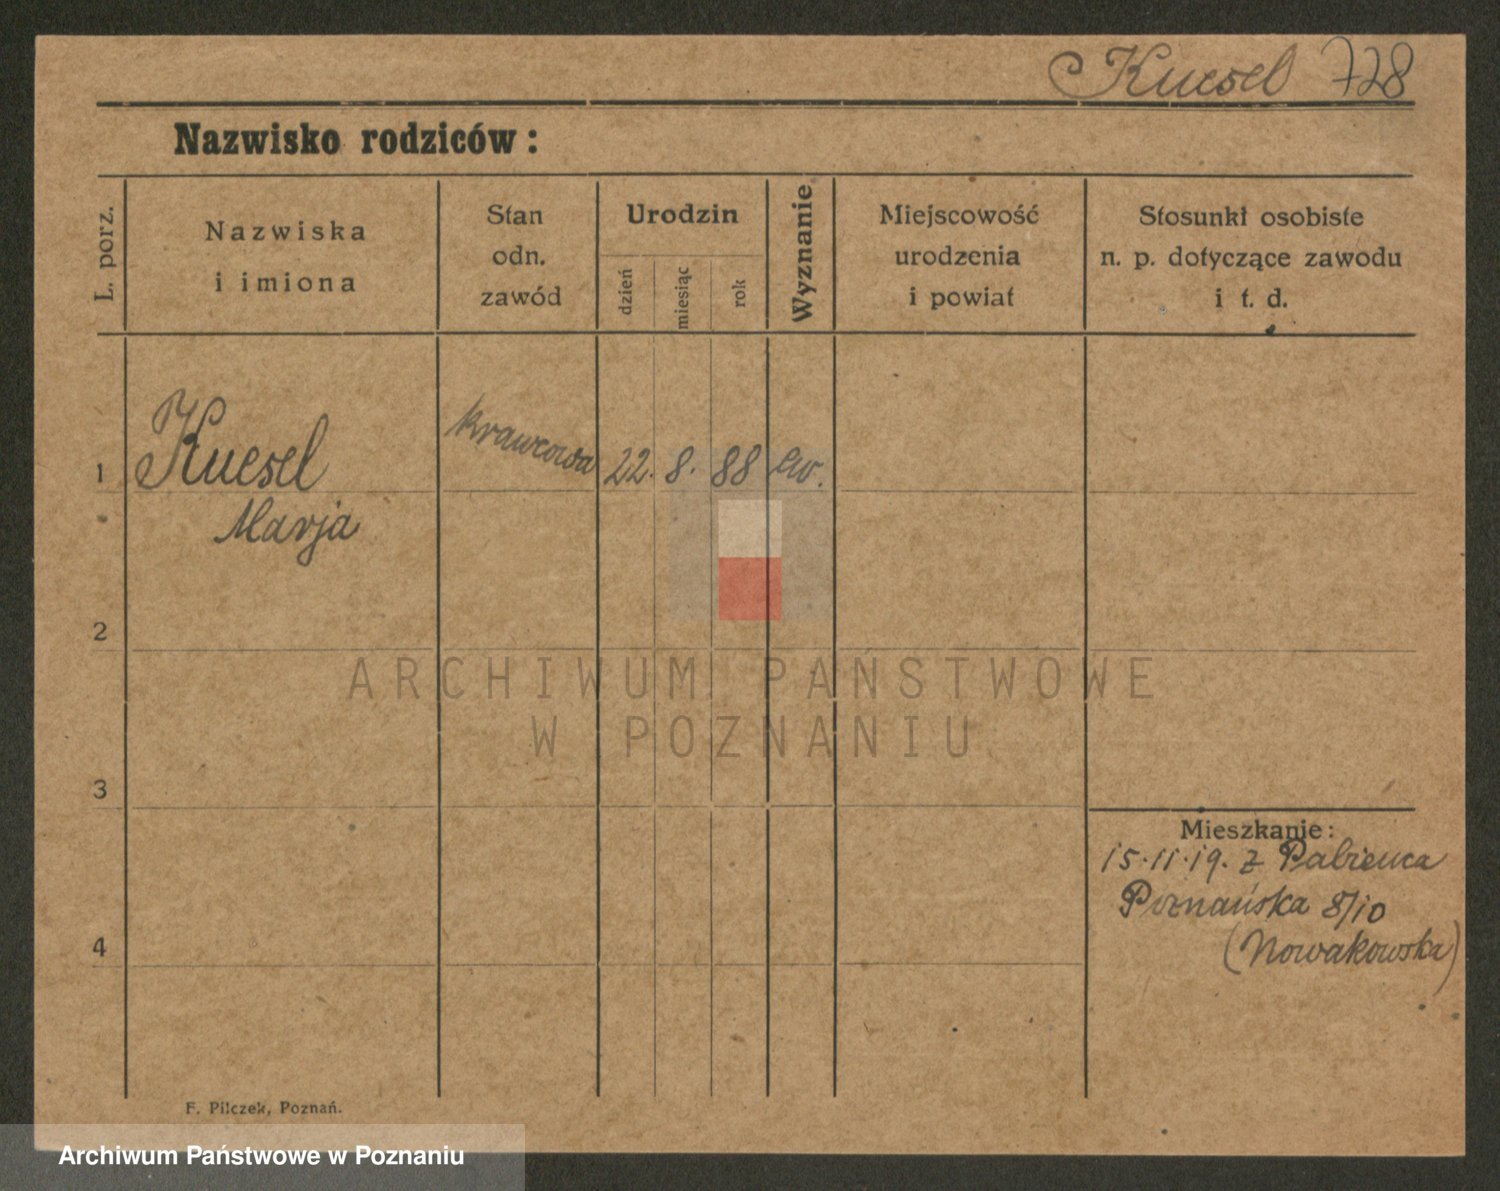 Kuesel 728
Nazwisko rodziców:
L. porz.
Nazwiska
i imiona
Stan
odn.
zawód
Urodzin
dzień
miesiąc
rok
Wyznanie
Miejscowość
urodzenia
i powiat
Stosunki osobiste
n. p. dotyczące zawodu
i t. d.
1 Kuesel Krawcowa 22. 8. 88 ew.
Marja
2
ARCHIWUM PAŃSTWOWE
W POZNANIU
3
Mieszkanie:
15.11.19. z
Poznańska 8/10
(Nowakowska)
4
F. Pilczek, Poznań.
Archiwum Państwowe w Poznaniu